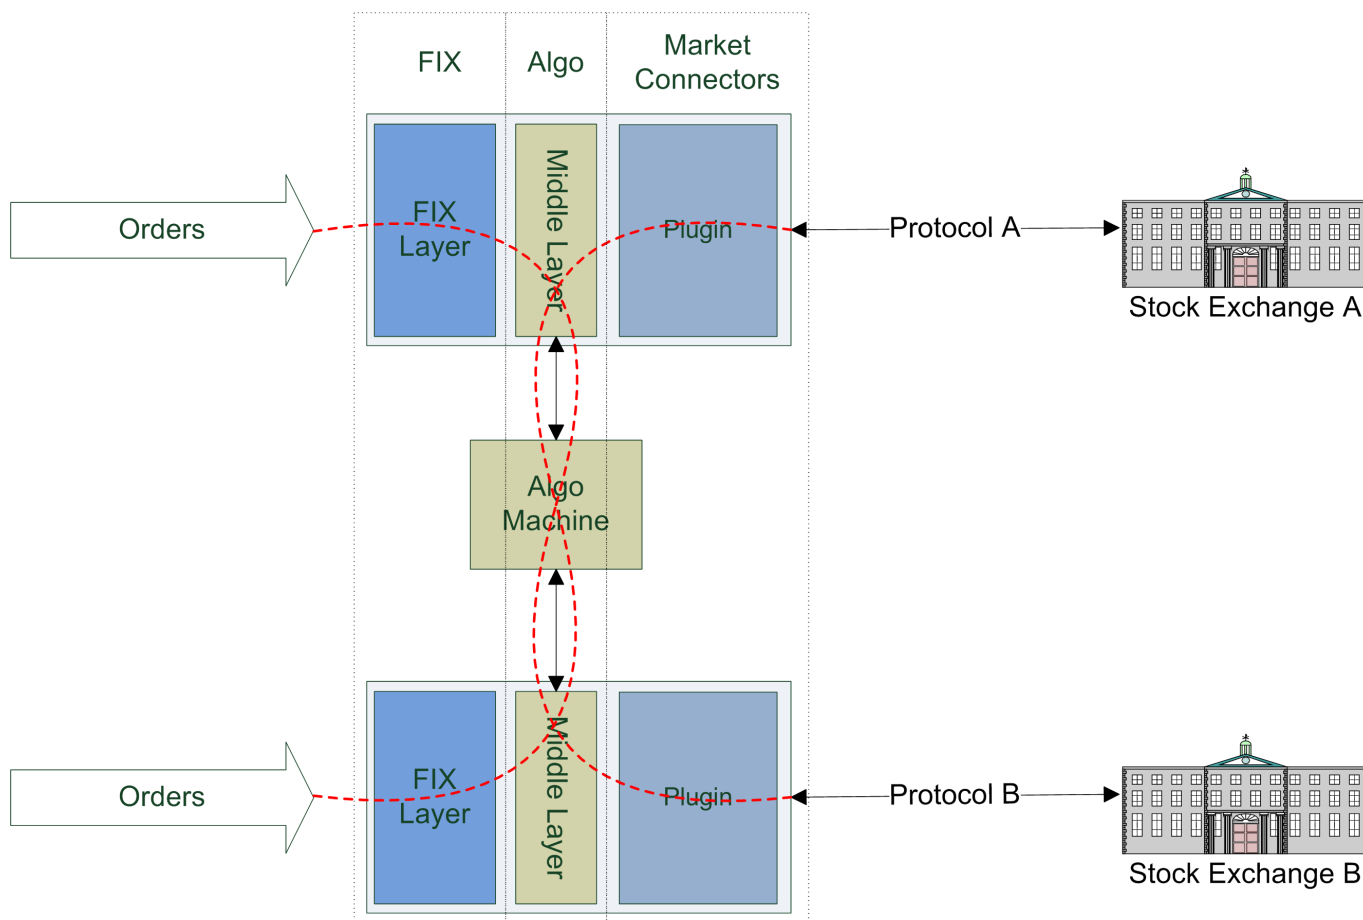 FIX
Algo
Market
Connectors
Orders
FIX
Layer
Middle Layer
Plugin
Protocol A
Stock Exchange A
Algo
Machine
Orders
FIX
Layer
Middle Layer
Plugin
Protocol B
Stock Exchange B